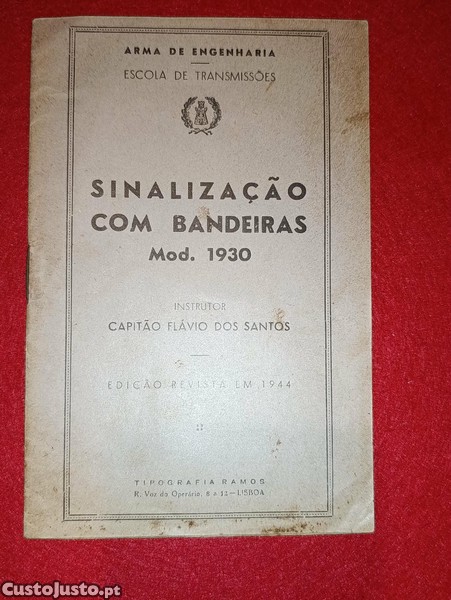 ARMA DE ENGENHARIA
ESCOLA DE TRANSMISSÕES
SINALIZAÇÃO
COM BANDEIRAS
Mod. 1930
INSTRUTOR
CAPITÃO FLÁVIO DOS SANTOS
EDIÇÃO REVISTA EM 1944
TIPOGRAFIA RAMOS
R. Voz do Operário, 8 a 12—LISBOA
CustoJusto.pt